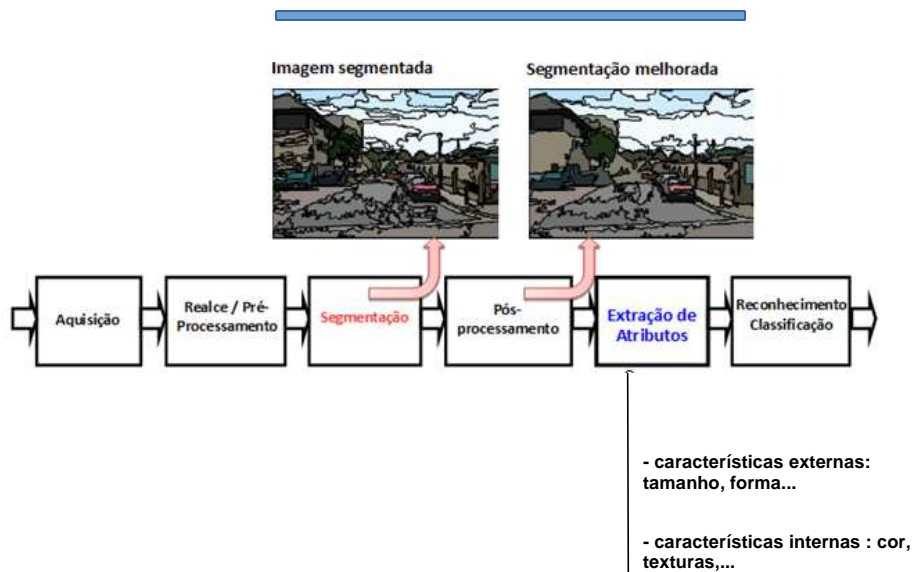 Imagem segmentada
Segmentação melhorada
Aquisição
Realce / Pré-
Processamento
Segmentação
Pós-
processamento
Extração de
Atributos
Reconhecimento
Classificação
- características externas:
tamanho, forma...
- características internas : cor,
texturas,...